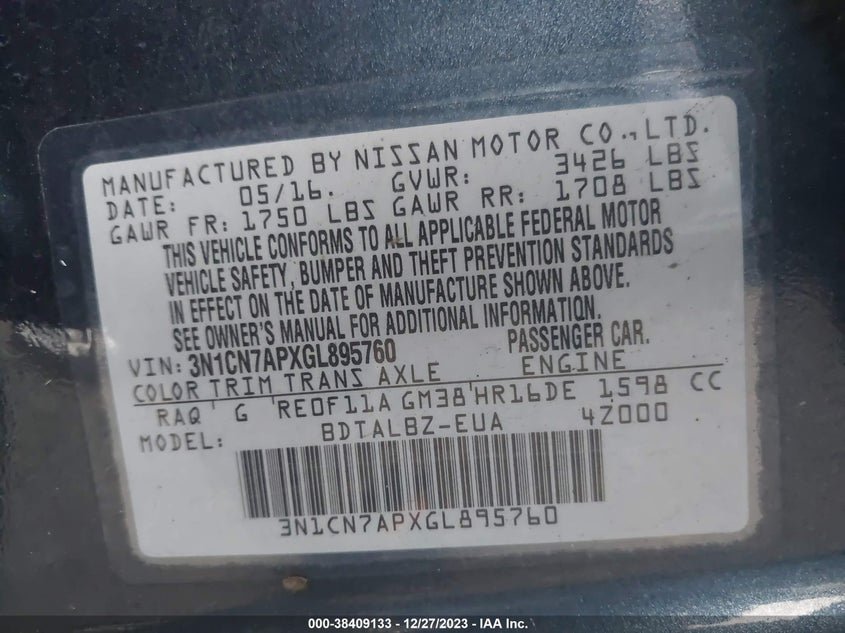 MANUFACTURED BY NISSAN MOTOR CO., LTD.
DATE: 05/16. GVWR: 3426 LBS
GAWR FR: 1750 LBS GAWR RR: 1708 LBS
THIS VEHICLE CONFORMS TO ALL APPLICABLE FEDERAL MOTOR
VEHICLE SAFETY, BUMPER AND THEFT PREVENTION STANDARDS
IN EFFECT ON THE DATE OF MANUFACTURE SHOWN ABOVE.
SEE OWNER'S MANUAL FOR ADDITIONAL INFORMATION.
VIN: 3N1CN7APXGL895760 PASSENGER CAR.
COLOR TRIM TRANS AXLE ENGINE
RAQ G RE0F11A GM38 HR16DE 1,598 CC
MODEL: BDTALBZ-EUA 4Z000
3N1CN7APXGL895760
000-38409133 - 12/27/2023 - IAA Inc.